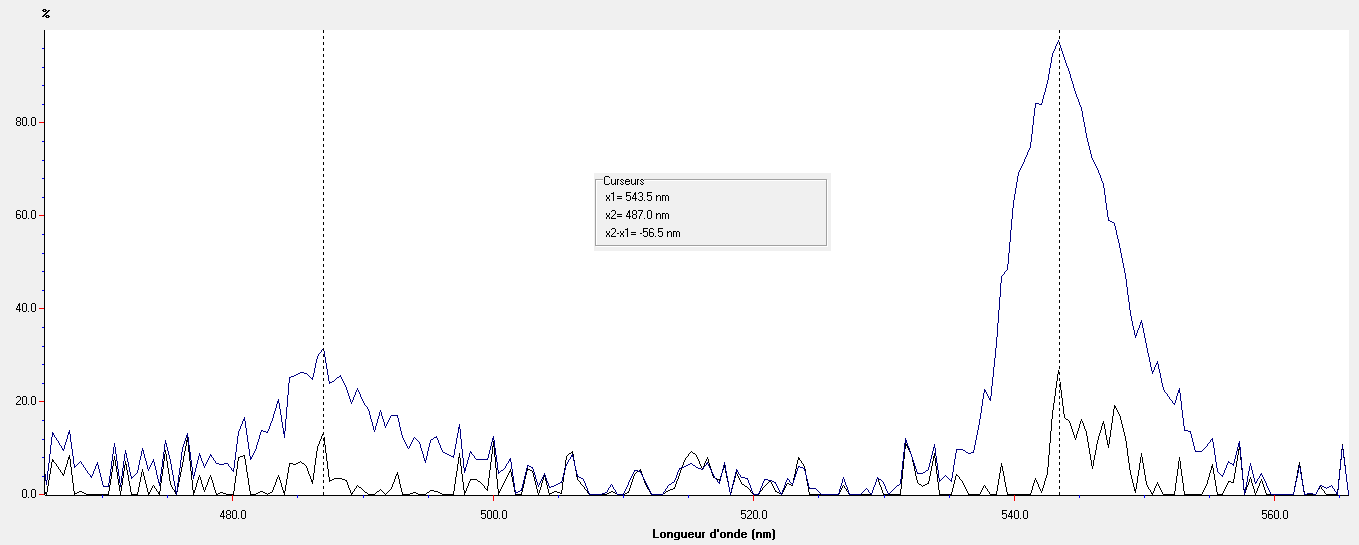 %
80.0
60.0
40.0
20.0
0.0
Curseurs
x1= 543.5 nm
x2= 487.0 nm
x2-x1= -56.5 nm
480.0 500.0 520.0 540.0 560.0
Longueur d'onde (nm)